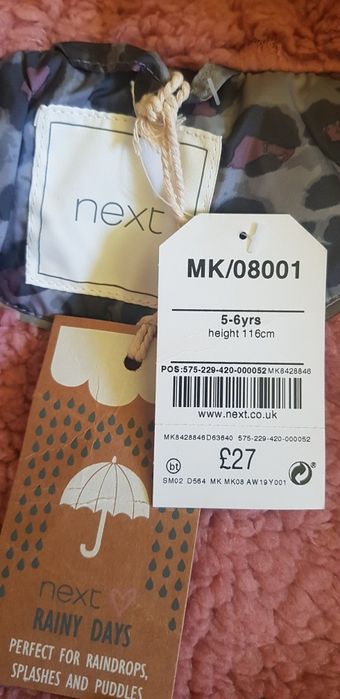 next
MK/08001
5-6yrs
height 116cm
POS:575-229-420-000052 MK8428846
www.next.co.uk
MK8428846D63640 575-229-420-000052
bt
£27
SM02 D564 MK MK08 AW19Y001
next
RAINY DAYS
PERFECT FOR RAINDROPS,
SPLASHES AND PUDDLES